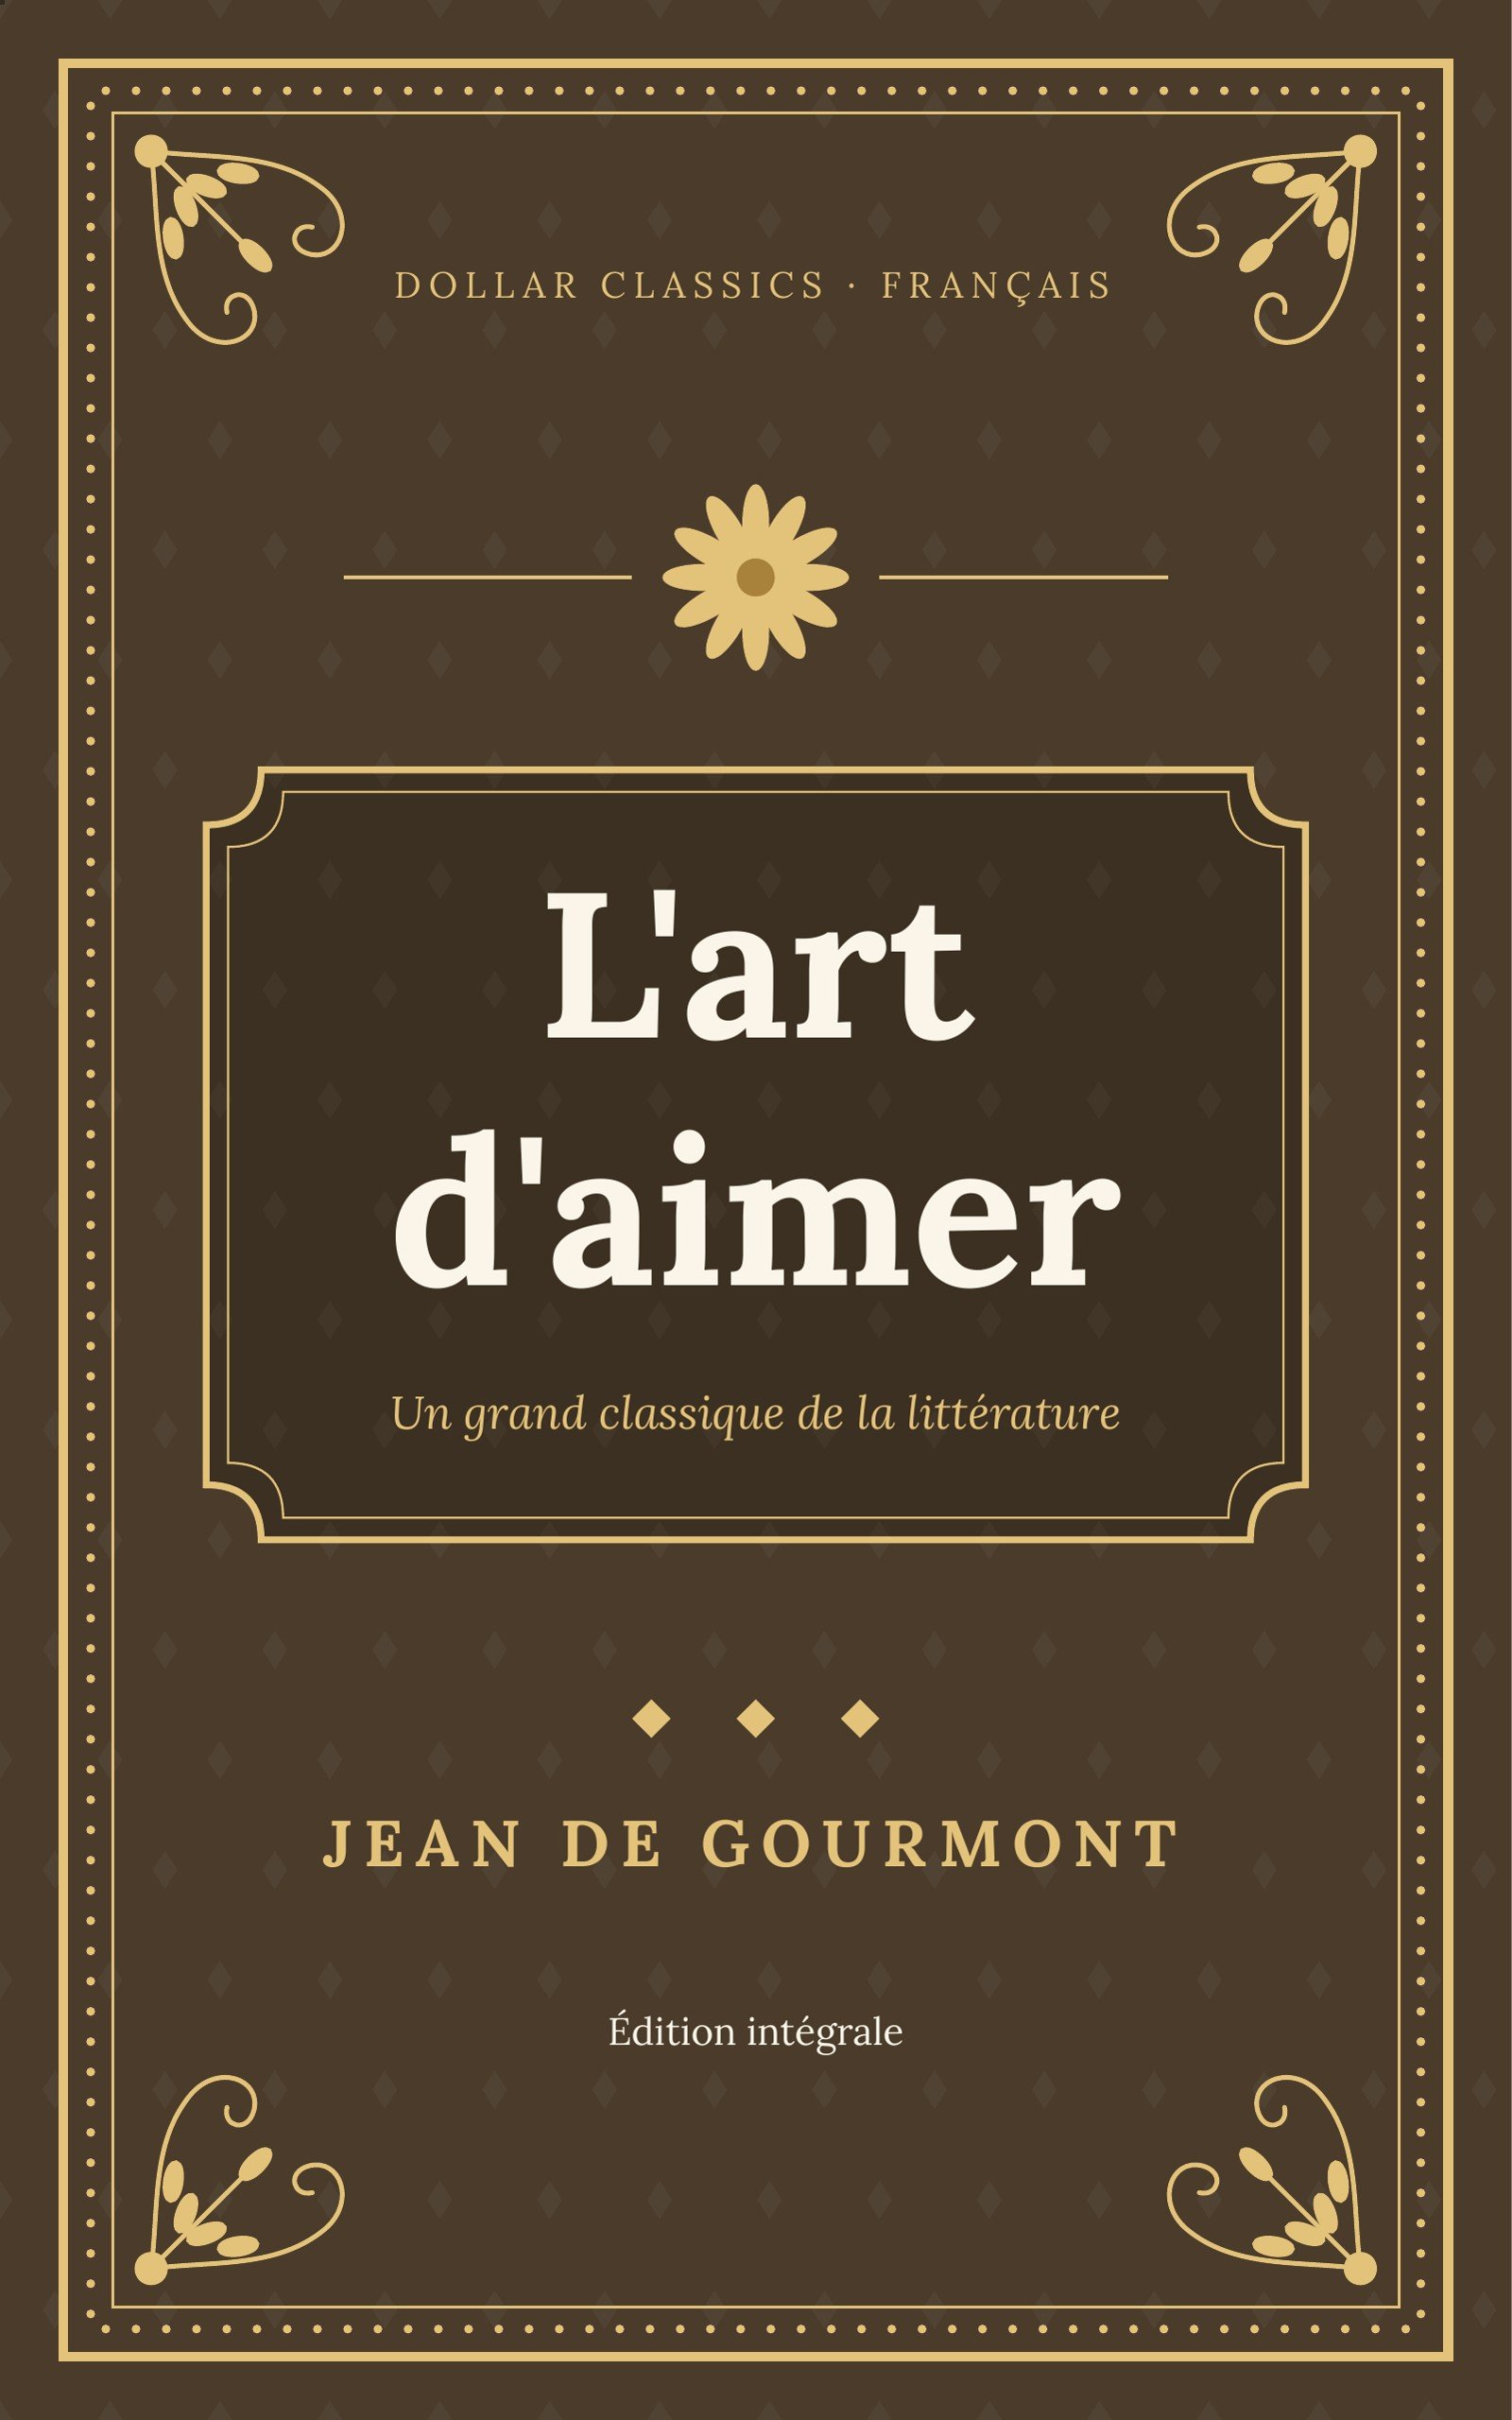 DOLLAR CLASSICS · FRANÇAIS
L'art
d'aimer
Un grand classique de la littérature
JEAN DE GOURMONT
Édition intégrale